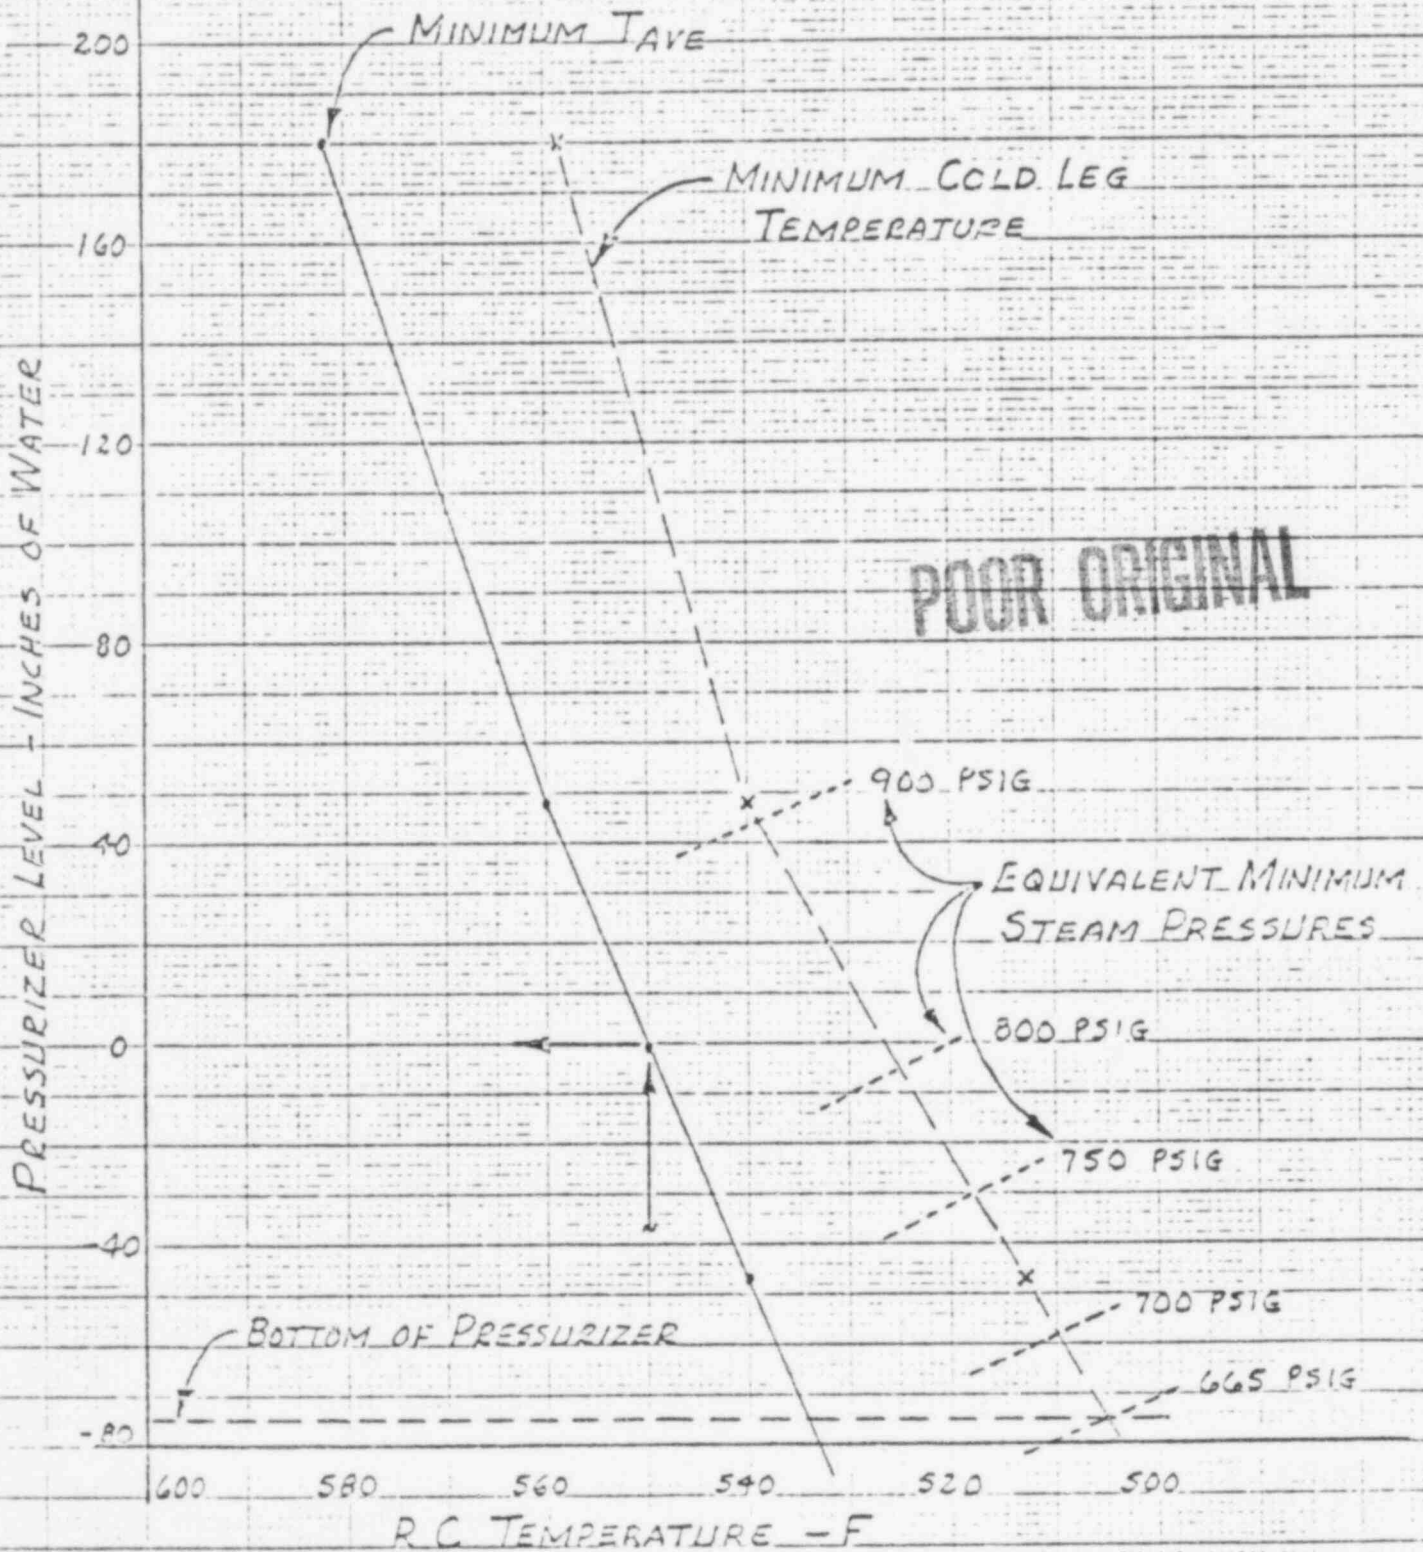 200
MINIMUM TAVE
MINIMUM COLD LEG
TEMPERATURE
160
120
PRESSURIZER LEVEL - INCHES OF WATER
POOR ORIGINAL
80
900 PSIG
40
EQUIVALENT MINIMUM
STEAM PRESSURES
0
800 PSIG
750 PSIG
-40
700 PSIG
BOTTOM OF PRESSURIZER
665 PSIG
-80
600 580 560 540 520 500
R C TEMPERATURE - F